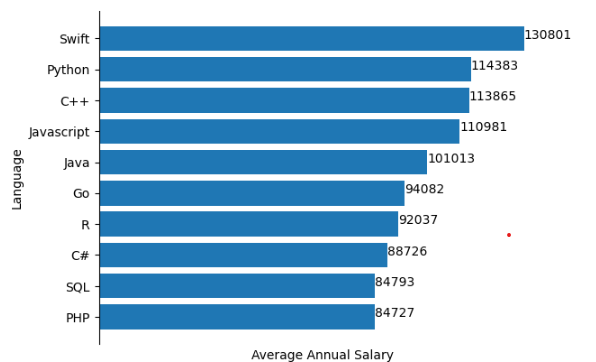 Swift 130801
Python 114383
C++ 113865
Javascript 110981
Java 101013
Go 94082
R 92037
C# 88726
SQL 84793
PHP 84727
Language
Average Annual Salary